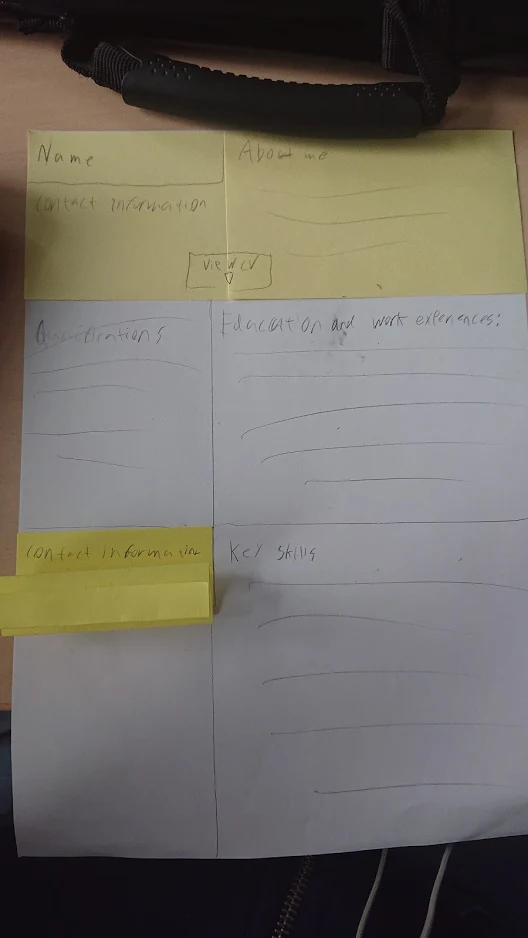 Name
About me
Contact Information
View CV
Qualifications
Education and work experiences:
Contact information
Key skills